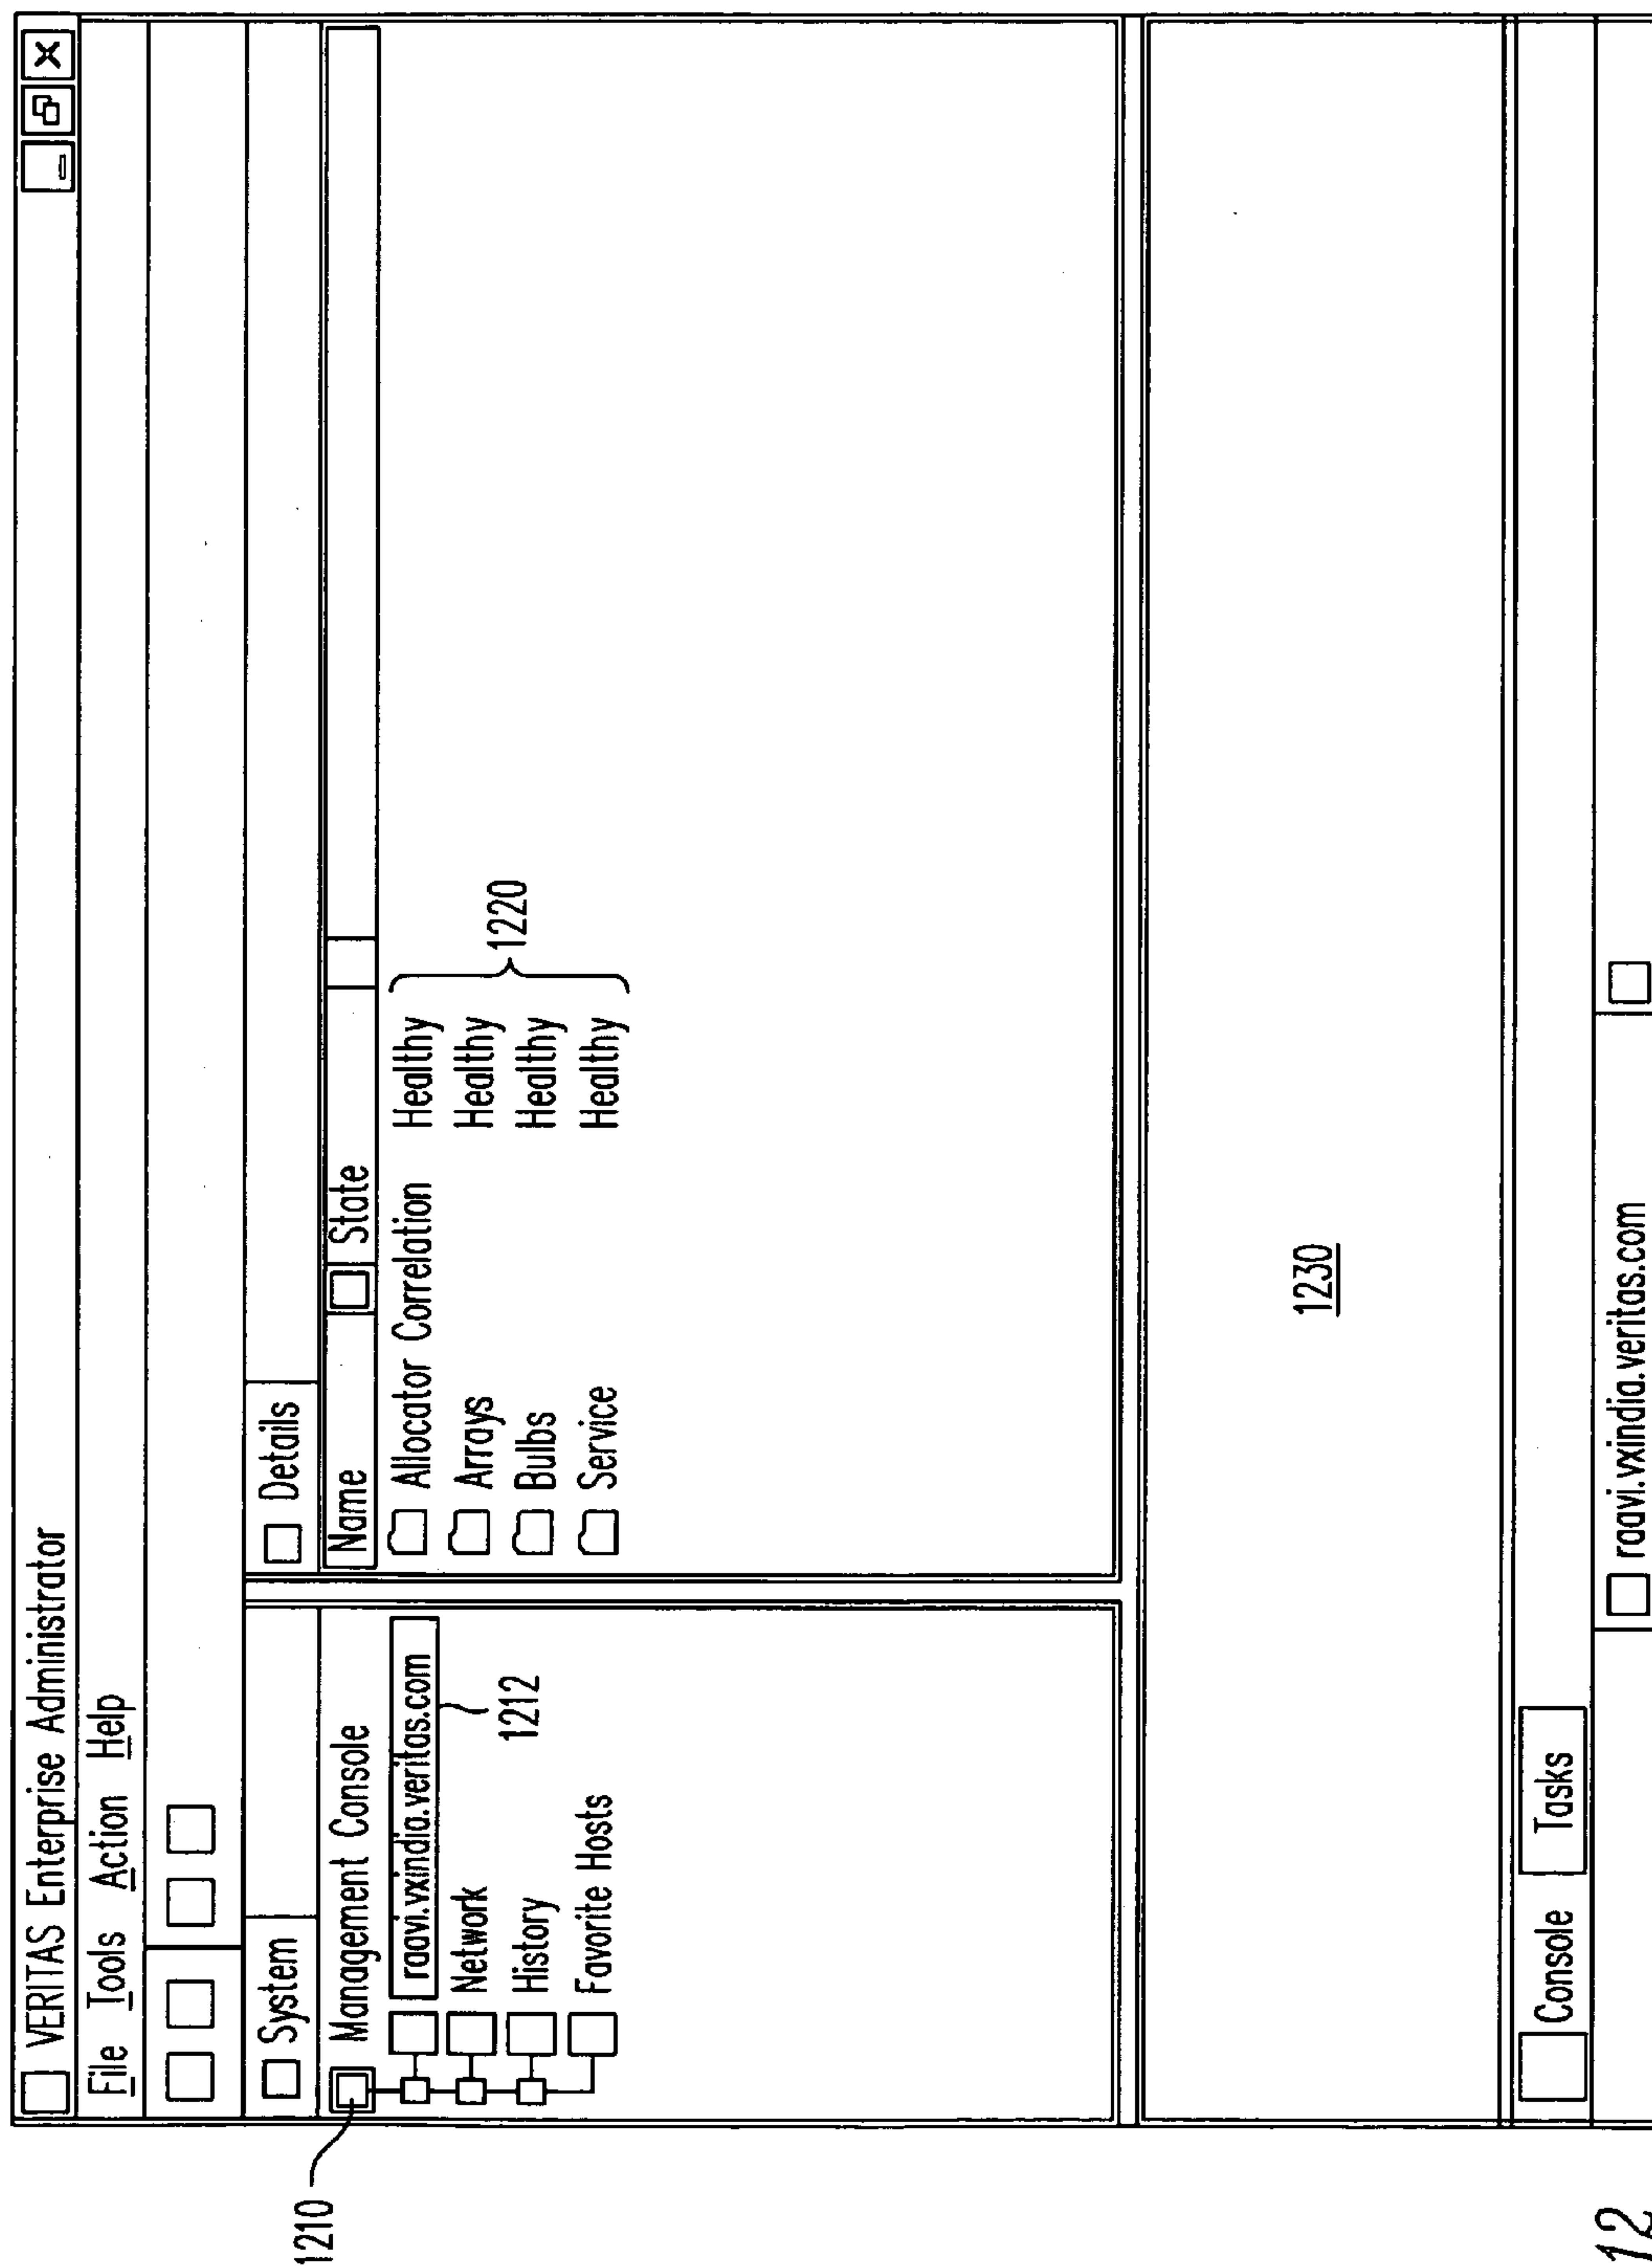 VERITAS Enterprise Administrator
File Tools Action Help
System
Details
1210
Management Console
Name State
raavi.vxindia.veritas.com
Allocator Correlation Healthy
1212
Network
Arrays Healthy
1220
History
Bulbs Healthy
Favorite Hosts
Service Healthy
1230
Console Tasks
raavi.vxindia.veritas.com
12